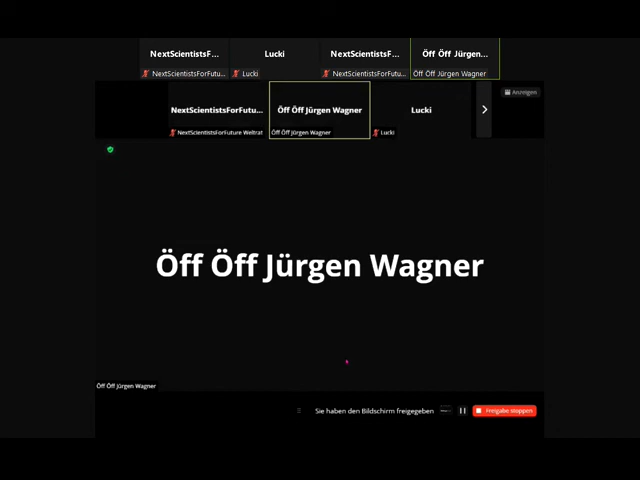 NextScientistsF... Lucki NextScientistsF... Öff Öff Jürgen...
NextScientistsForFutu... Lucki NextScientistsForFutu... Öff Öff Jürgen Wagner
NextScientistsForFutu... Öff Öff Jürgen Wagner Lucki Anzeigen
NextScientistsForFuture Weltrat Öff Öff Jürgen Wagner Lucki
Öff Öff Jürgen Wagner
Öff Öff Jürgen Wagner
Sie haben den Bildschirm freigegeben Freigabe stoppen